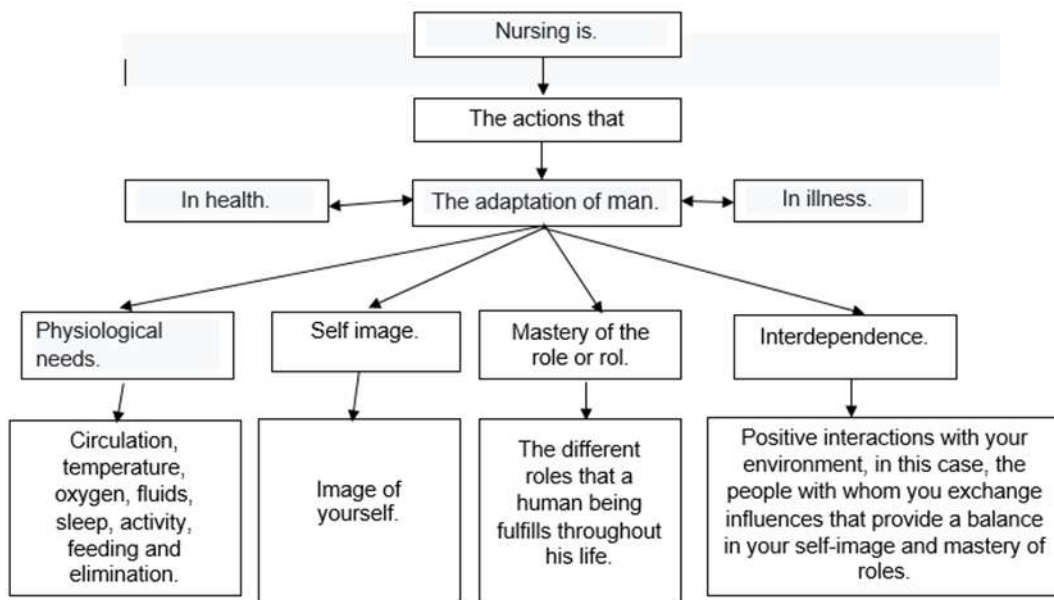 Nursing is.
The actions that
In health.
The adaptation of man.
In illness.
Physiological
needs.
Self image.
Mastery of the
role or rol.
Interdependence.
Circulation,
temperature,
oxygen, fluids,
sleep, activity,
feeding and
elimination.
Image of
yourself.
The different
roles that a
human being
fulfills throughout
his life.
Positive interactions with your
environment, in this case, the
people with whom you exchange
influences that provide a balance
in your self-image and mastery of
roles.